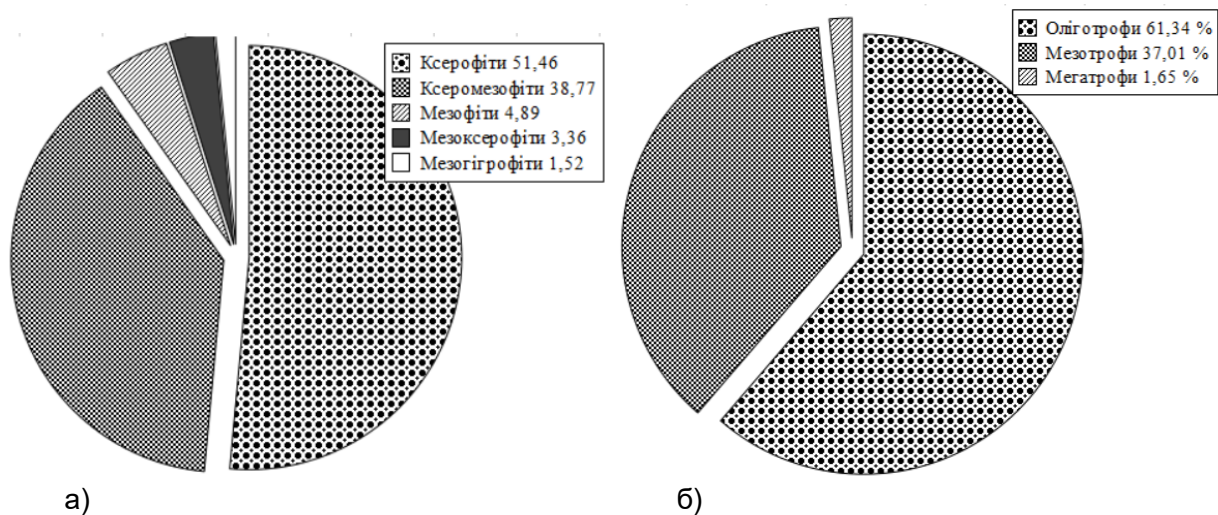 Ксерофіти 51,46
Ксеромезофіти 38,77
Мезофіти 4,89
Мезоксерофіти 3,36
Мезогігрофіти 1,52
Оліготрофи 61,34 %
Мезотрофи 37,01 %
Мегатрофи 1,65 %
а)
б)